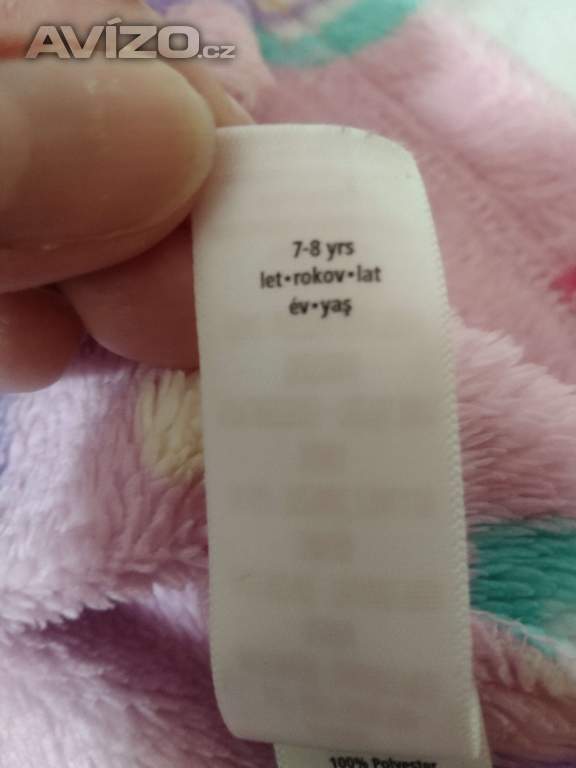 AVÍZO.cz
7-8 yrs
let•rokov•lat
év•yaş
100% Polyester